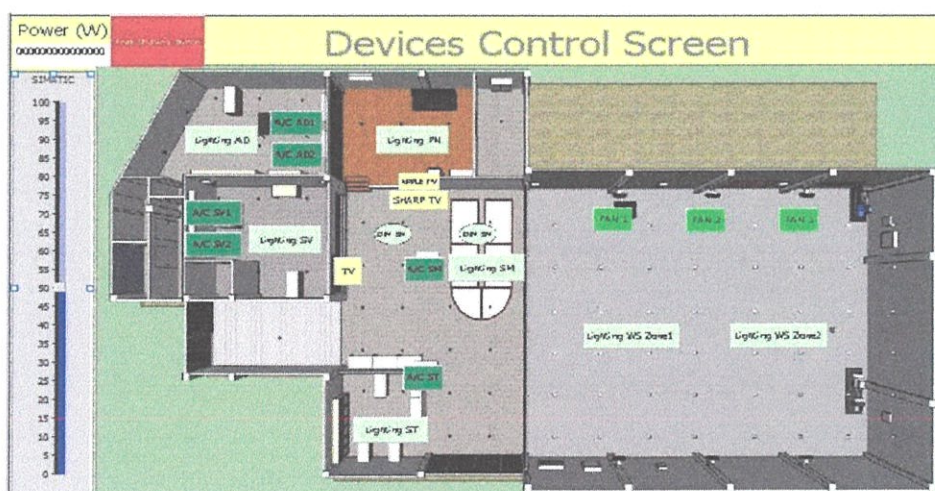 Power (W)
00000000000000
Devices Control Screen
SIMATIC
100
95
90
85
80
75
70
65
60
55
50
45
40
35
30
25
20
15
10
5
0
Lighting AD
A/C AD1
A/C AD2
Lighting PN
APPLE TV
SHARP TV
A/C SV1
A/C SV2
Lighting SV
TV
A/C SM
Lighting SM
FAN 1
FAN 2
FAN 3
Lighting WS Zone1
Lighting WS Zone2
A/C ST
Lighting ST